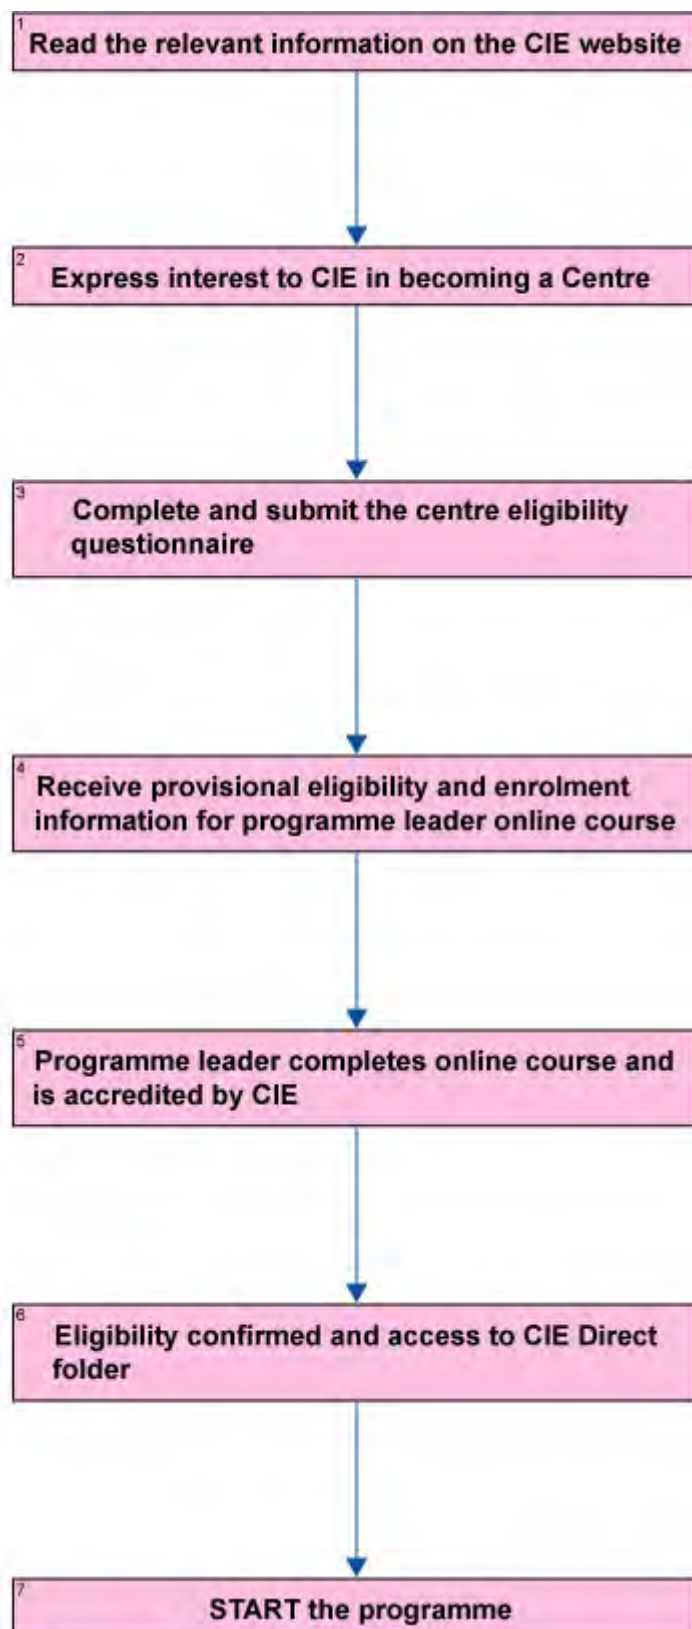 1
Read the relevant information on the CIE website
2
Express interest to CIE in becoming a Centre
3
Complete and submit the centre eligibility
questionnaire
4
Receive provisional eligibility and enrolment
information for programme leader online course
5
Programme leader completes online course and
is accredited by CIE
6
Eligibility confirmed and access to CIE Direct
folder
7
START the programme